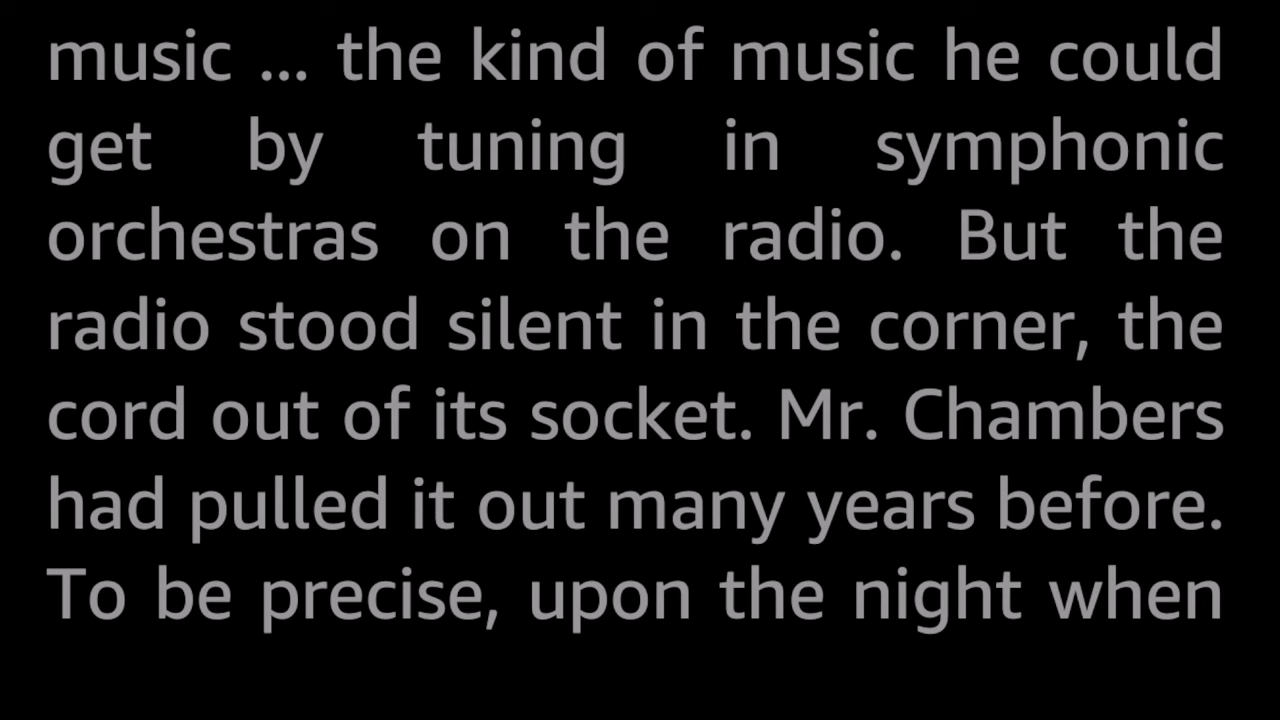 music ... the kind of music he could
get by tuning in symphonic
orchestras on the radio. But the
radio stood silent in the corner, the
cord out of its socket. Mr. Chambers
had pulled it out many years before.
To be precise, upon the night when